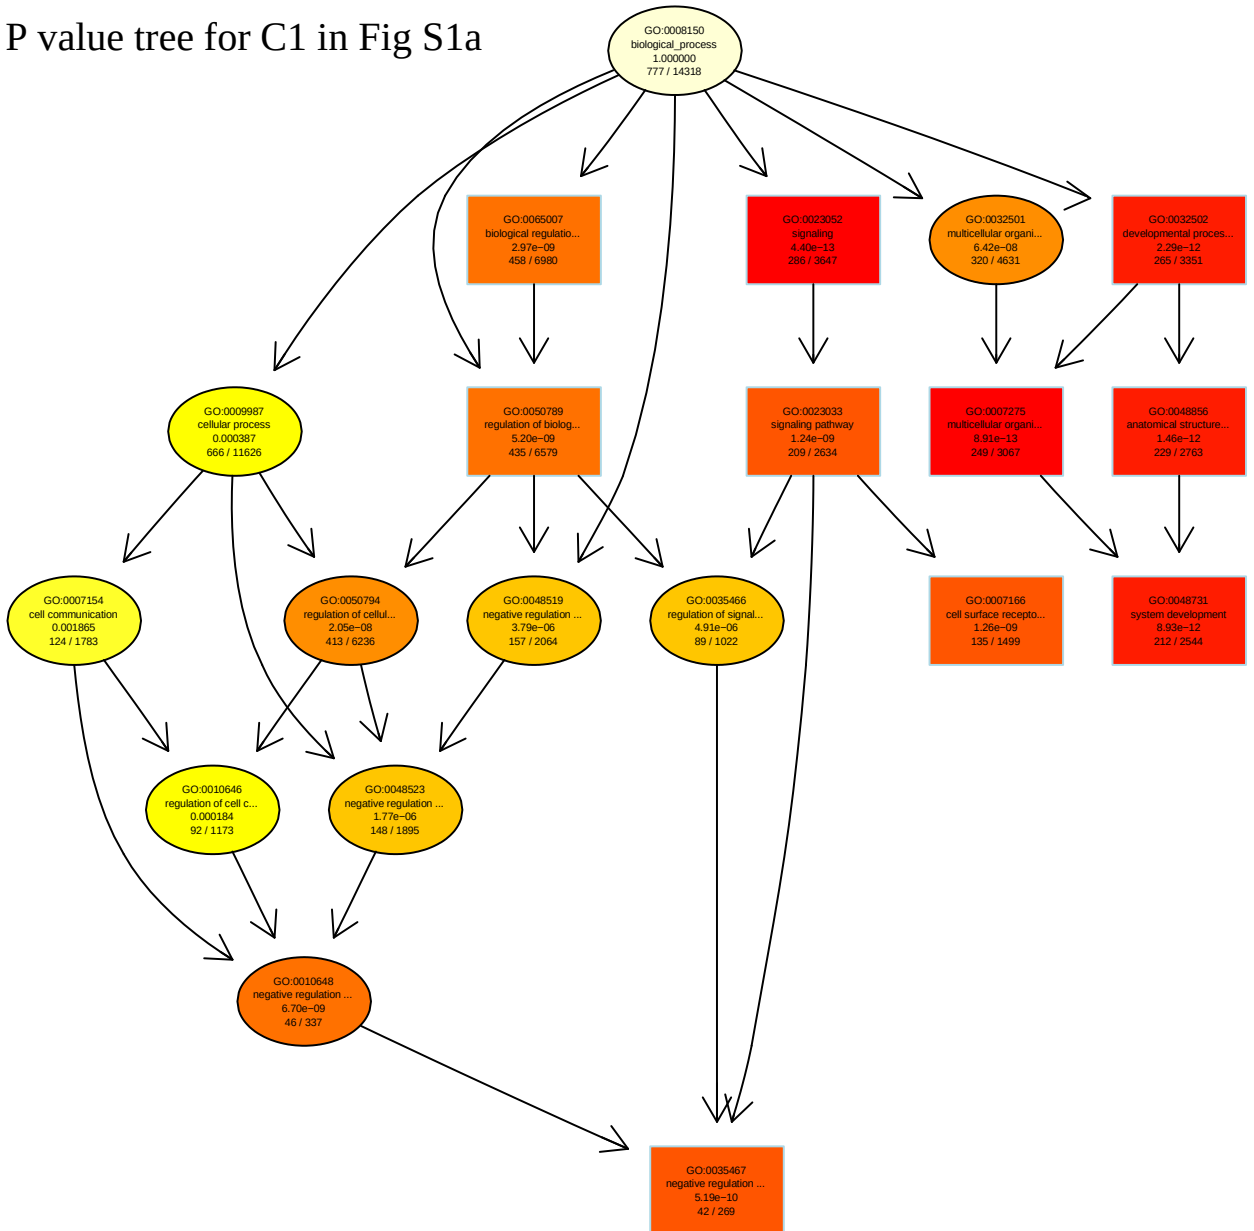 P value tree for C1 in Fig S1a
GO:0008150
biological_process
1.000000
777 / 14318
GO:0065007
biological regulatio...
2.97e−09
458 / 6980
GO:0023052
signaling
4.40e−13
286 / 3647
GO:0032501
multicellular organi...
6.42e−08
320 / 4631
GO:0032502
developmental proces...
2.29e−12
265 / 3351
GO:0009987
cellular process
0.000387
666 / 11626
GO:0050789
regulation of biolog...
5.20e−09
435 / 6579
GO:0023033
signaling pathway
1.24e−09
209 / 2634
GO:0007275
multicellular organi...
8.91e−13
249 / 3067
GO:0048856
anatomical structure...
1.46e−12
229 / 2763
GO:0007154
cell communication
0.001865
124 / 1783
GO:0050794
regulation of cellul...
2.05e−08
413 / 6236
GO:0048519
negative regulation ...
3.79e−06
157 / 2064
GO:0035466
regulation of signal...
4.91e−06
89 / 1022
GO:0007166
cell surface recepto...
1.26e−09
135 / 1499
GO:0048731
system development
8.93e−12
212 / 2544
GO:0010646
regulation of cell c...
0.000184
92 / 1173
GO:0048523
negative regulation ...
1.77e−06
148 / 1895
GO:0010648
negative regulation ...
6.70e−09
46 / 337
GO:0035467
negative regulation ...
5.19e−10
42 / 269